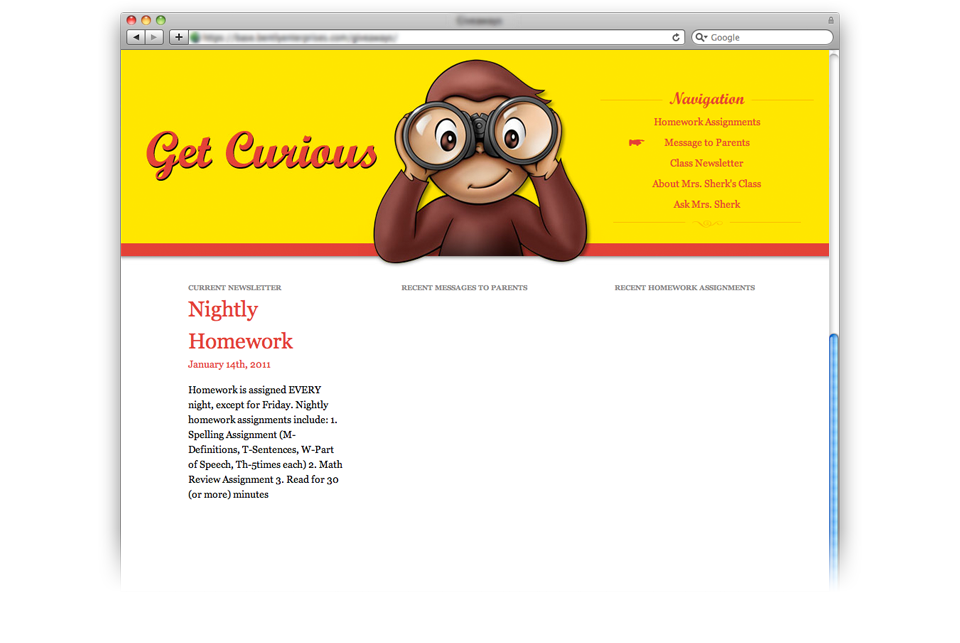 Google
Get Curious
Navigation
Homework Assignments
Message to Parents
Class Newsletter
About Mrs. Sherk's Class
Ask Mrs. Sherk
CURRENT NEWSLETTER
Nightly
Homework
January 14th, 2011
Homework is assigned EVERY
night, except for Friday. Nightly
homework assignments include: 1.
Spelling Assignment (M-
Definitions, T-Sentences, W-Part
of Speech, Th-5times each) 2. Math
Review Assignment 3. Read for 30
(or more) minutes
RECENT MESSAGES TO PARENTS
RECENT HOMEWORK ASSIGNMENTS